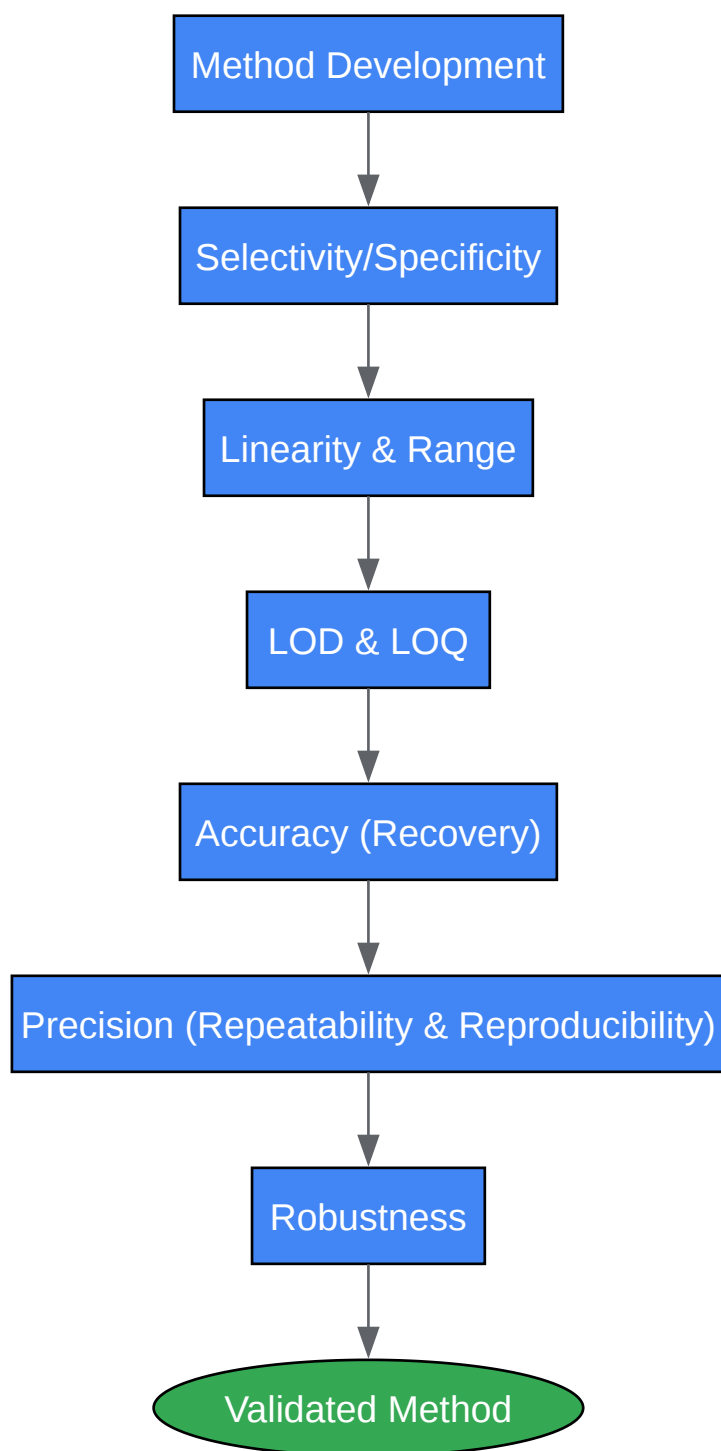 Method Development
Selectivity/Specificity
Linearity & Range
LOD & LOQ
Accuracy (Recovery)
Precision (Repeatability & Reproducibility)
Robustness
Validated Method